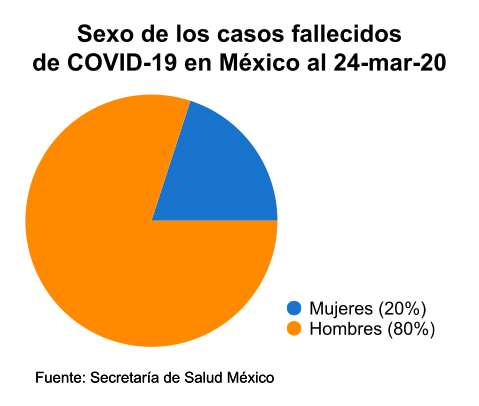 Sexo de los casos fallecidos
de COVID-19 en México al 24-mar-20
Mujeres (20%)
Hombres (80%)
Fuente: Secretaría de Salud México